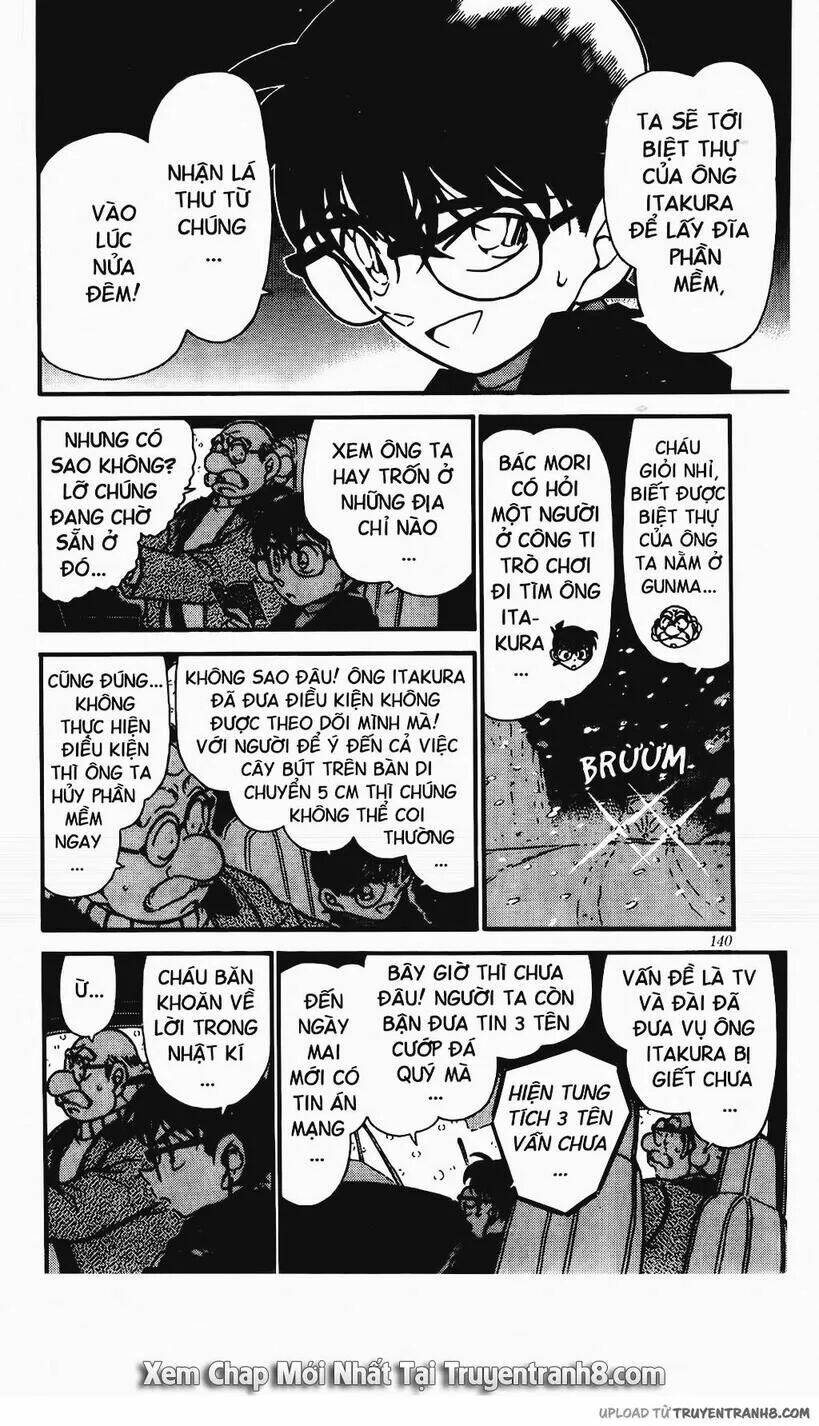 TA SẼ TỚI
BIỆT THỰ
CỦA ÔNG
ITAKURA
ĐỂ LẤY ĐĨA
PHẦN
MỀM,
NHẬN LÁ
THƯ TỪ
CHÚNG
...
VÀO
LÚC
NỬA
ĐÊM!
CHÁU
GIỎI NHỈ,
BIẾT ĐƯỢC
BIỆT THỰ
CỦA ÔNG
TA NẰM Ở
GUNMA...
BÁC MORI
CÓ HỎI
MỘT NGƯỜI
Ở CÔNG TI
TRÒ CHƠI
ĐI TÌM ÔNG
ITA-
KURA
...
BRỪỪM
XEM ÔNG TA
HAY TRỐN Ở
NHỮNG ĐỊA
CHỈ NÀO
...
NHƯNG CÓ
SAO KHÔNG?
LỠ CHÚNG
ĐANG CHỜ
SẴN Ở
ĐÓ...
KHÔNG SAO ĐÂU! ÔNG ITAKURA
ĐÃ ĐƯA ĐIỀU KIỆN KHÔNG
ĐƯỢC THEO DÕI MÌNH MÀ!
VỚI NGƯỜI ĐỂ Ý ĐẾN CẢ VIỆC
CÂY BÚT TRÊN BÀN DI
CHUYỂN 5 CM THÌ CHÚNG
KHÔNG THỂ COI
THƯỜNG
...
CŨNG ĐÚNG...
KHÔNG
THỰC HIỆN
ĐIỀU KIỆN
THÌ ÔNG TA
HỦY PHẦN
MỀM
NGAY
...
140
VẤN ĐỀ LÀ TV
VÀ ĐÀI ĐÃ
ĐƯA VỤ ÔNG
ITAKURA BỊ
GIẾT CHƯA
...
HIỆN TUNG
TÍCH 3 TÊN
VẤN CHƯA
...
BÂY GIỜ THÌ CHƯA
ĐÂU! NGƯỜI TA CÒN
BẬN ĐƯA TIN 3 TÊN
CƯỚP ĐÁ
QUÝ MÀ
...
ĐẾN
NGÀY
MAI
MỚI CÓ
TIN ÁN
MẠNG
...
CHÁU BĂN
KHOĂN VỀ
LỜI TRONG
NHẬT KÍ
...
Ừ...
Xem Chap Mới Nhất Tại Truyentranh8.com
UPLOAD TỪ TRUYENTRANH8.COM